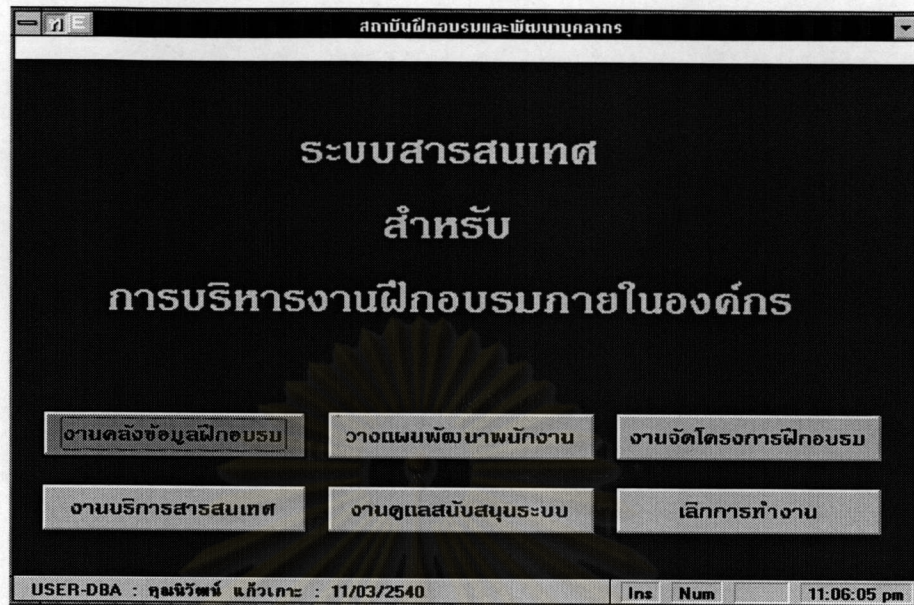 ท E สถาบันฝึกอบรมและพัฒนาบุคลากร
ระบบสารสนเทศ
สำหรับ
การบริหารงานฝึกอบรมภายในองค์กร
งานคลังข้อมูลฝึกอบรม วางแผนพัฒนาพนักงาน งานจัดโครงการฝึกอบรม
งานบริการสารสนเทศ งานดูแลสนับสนุนระบบ เลิกการทำงาน
USER-DBA : คุณนิวัฒน์ แก้วเกาะ : 11/03/2540 Ins Num 11:06:05 pm